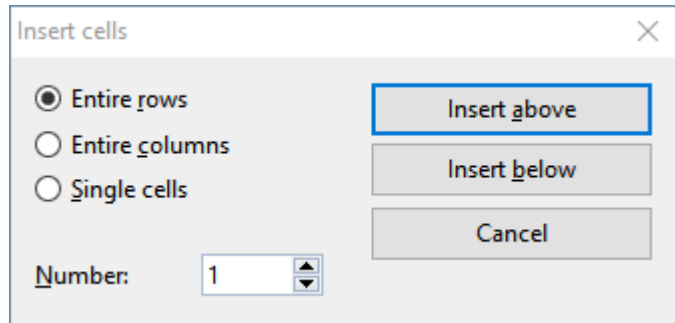 Insert cells
Entire rows
Entire columns
Single cells
Number: 1
Insert above
Insert below
Cancel